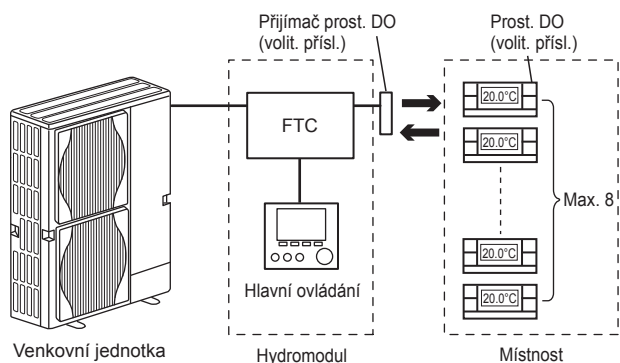 Přijímač prost. DO
(volit. přísl.)
Prost. DO
(volit. přísl.)
FTC
20.0°C
20.0°C
Max. 8
20.0°C
20.0°C
Hlavní ovládání
Venkovní jednotka
Hydromodul
Místnost